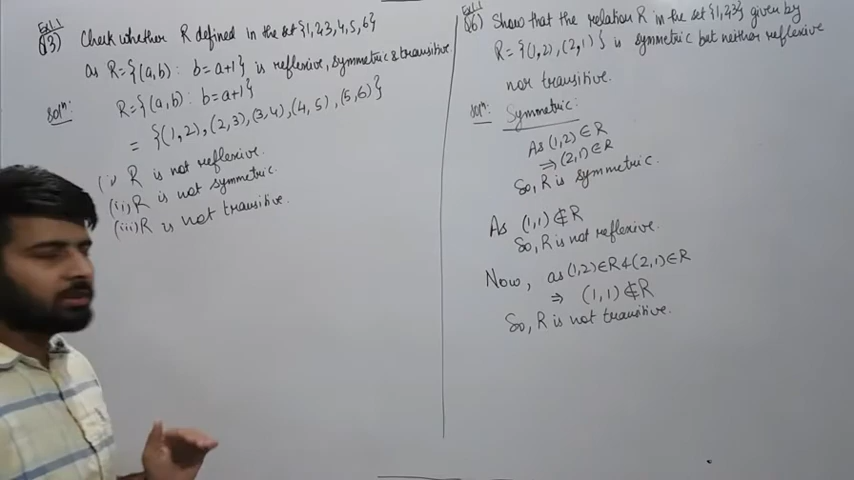 Ex 1.1
Q3) Check whether R defined in the set {1,2,3,4,5,6}
as R={(a,b) : b=a+1} is reflexive, symmetric & transitive
Solⁿ: R={(a,b) : b=a+1}
= {(1,2),(2,3),(3,4),(4,5),(5,6)}
(i) R is not reflexive.
(ii) R is not symmetric.
(iii) R is not transitive.
Ex 1.1
Q6) Show that the relation R in the set {1,2,3} given by
R={(1,2),(2,1)} is symmetric but neither reflexive
nor transitive.
Solⁿ: Symmetric:
As (1,2)∈R
⇒ (2,1)∈R
So, R is symmetric.
As (1,1)∉R
So, R is not reflexive.
Now, as (1,2)∈R & (2,1)∈R
⇒ (1,1)∉R
So, R is not transitive.